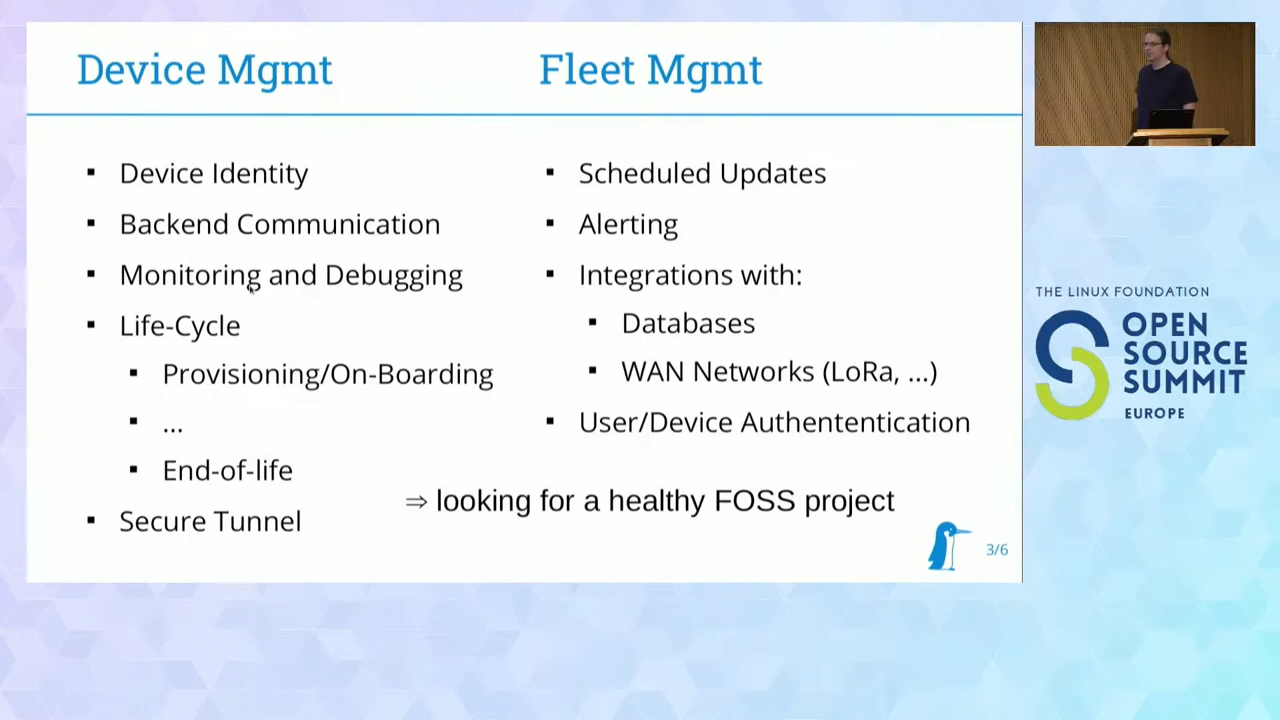 Device Mgmt
Fleet Mgmt
Device Identity
Backend Communication
Monitoring and Debugging
Life-Cycle
Provisioning/On-Boarding
...
End-of-life
Secure Tunnel
Scheduled Updates
Alerting
Integrations with:
Databases
WAN Networks (LoRa, ...)
User/Device Authententication
⇒ looking for a healthy FOSS project
3/6
THE LINUX FOUNDATION
OPEN
SOURCE
SUMMIT
EUROPE